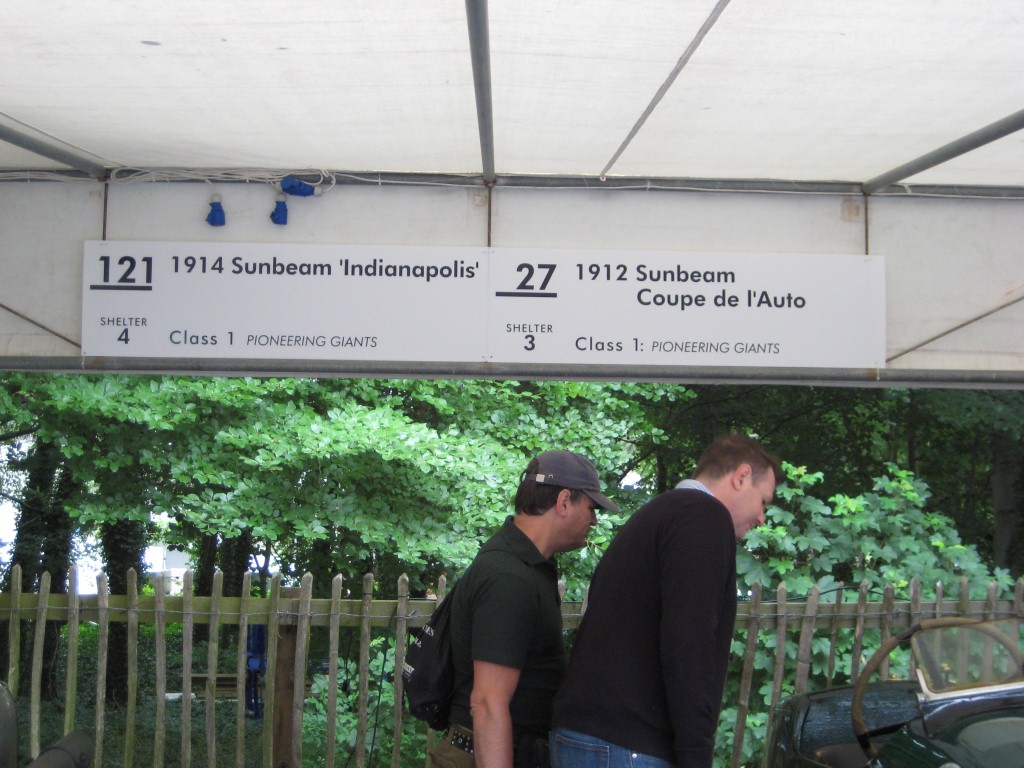 121
1914 Sunbeam 'Indianapolis'
SHELTER
4
Class 1 PIONEERING GIANTS
27
1912 Sunbeam
Coupe de l'Auto
SHELTER
3
Class 1: PIONEERING GIANTS